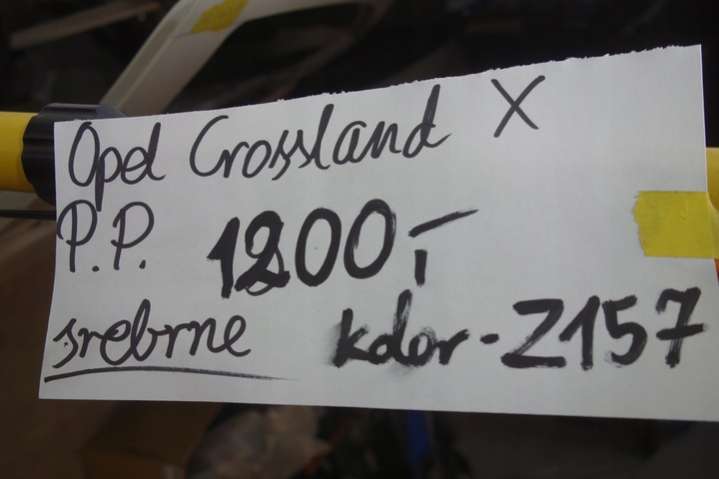 Opel Crossland X
P.P. 1200,-
srebrne kolor-Z157